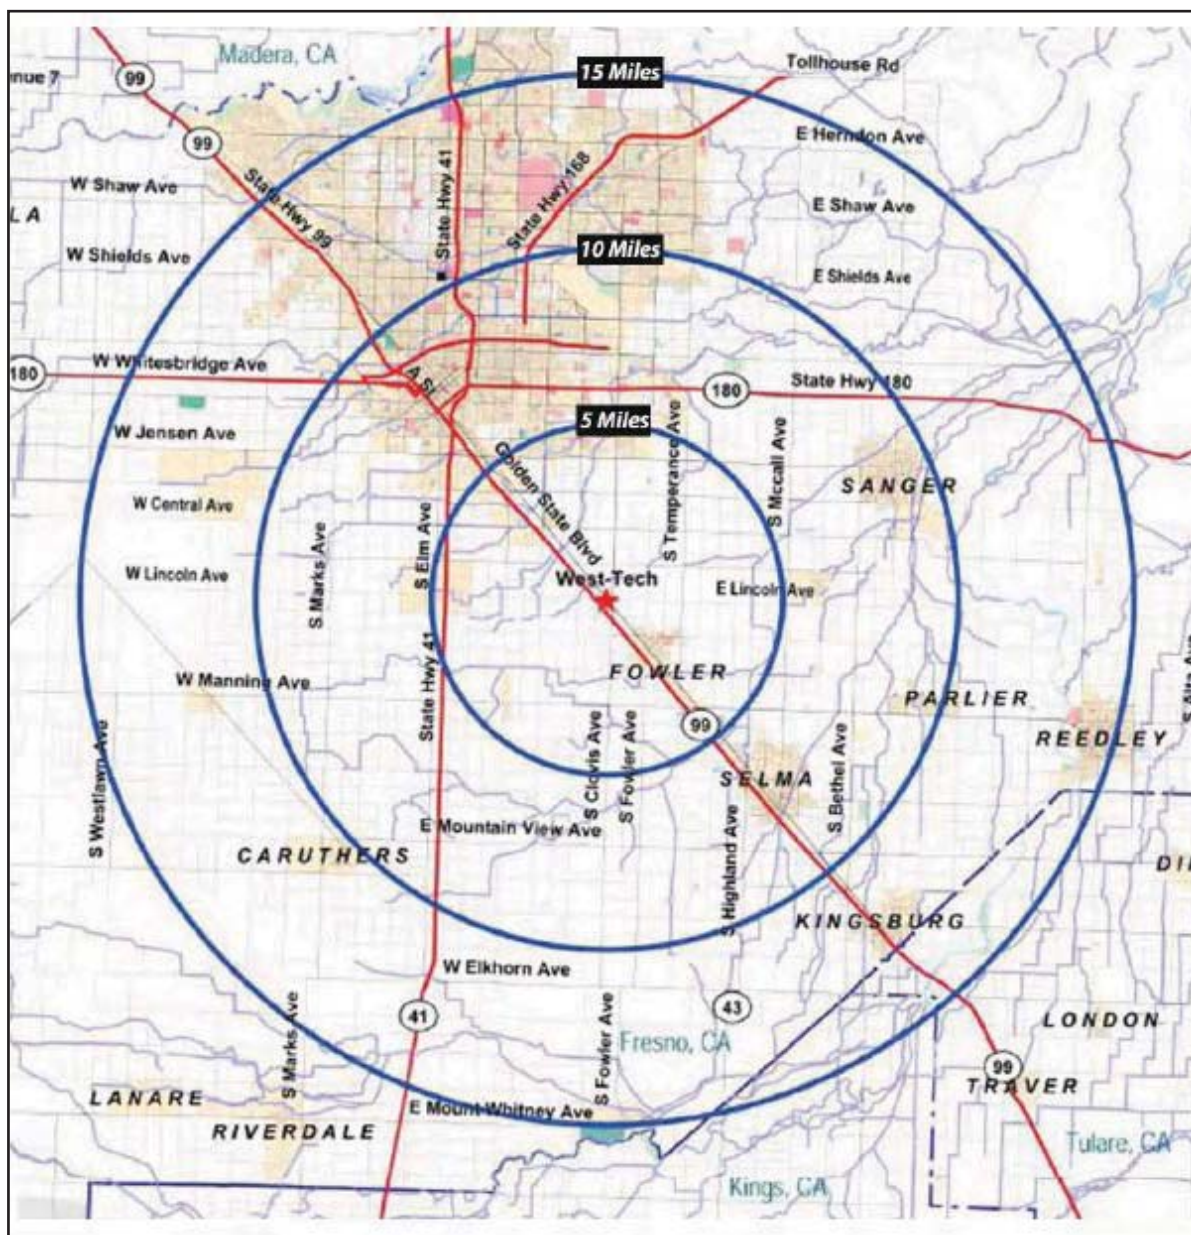 Madera, CA
15 Miles
Tollhouse Rd
99
E Herndon Ave
99
State Hwy 41
State Hwy 168
W Shaw Ave
State Hwy 99
E Shaw Ave
10 Miles
W Shields Ave
E Shields Ave
180
W Whitesbridge Ave
A St
180
State Hwy 180
5 Miles
W Jensen Ave
Golden State Blvd
S Temperance Ave
S Mccall Ave
SANGER
W Central Ave
S Marks Ave
S Elm Ave
W Lincoln Ave
West-Tech
E Lincoln Ave
FOWLER
W Manning Ave
State Hwy 41
PARLIER
99
REEDLEY
S Westlawn Ave
S Clovis Ave
S Fowler Ave
SELMA
S Bethel Ave
E Mountain View Ave
CARUTHERS
S Highland Ave
KINGSBURG
W Elkhorn Ave
41
43
S Marks Ave
S Fowler Ave
Fresno, CA
LONDON
99
TRAVER
LANARE
E Mount-Whitney Ave
RIVERDALE
Tulare, CA
Kings, CA